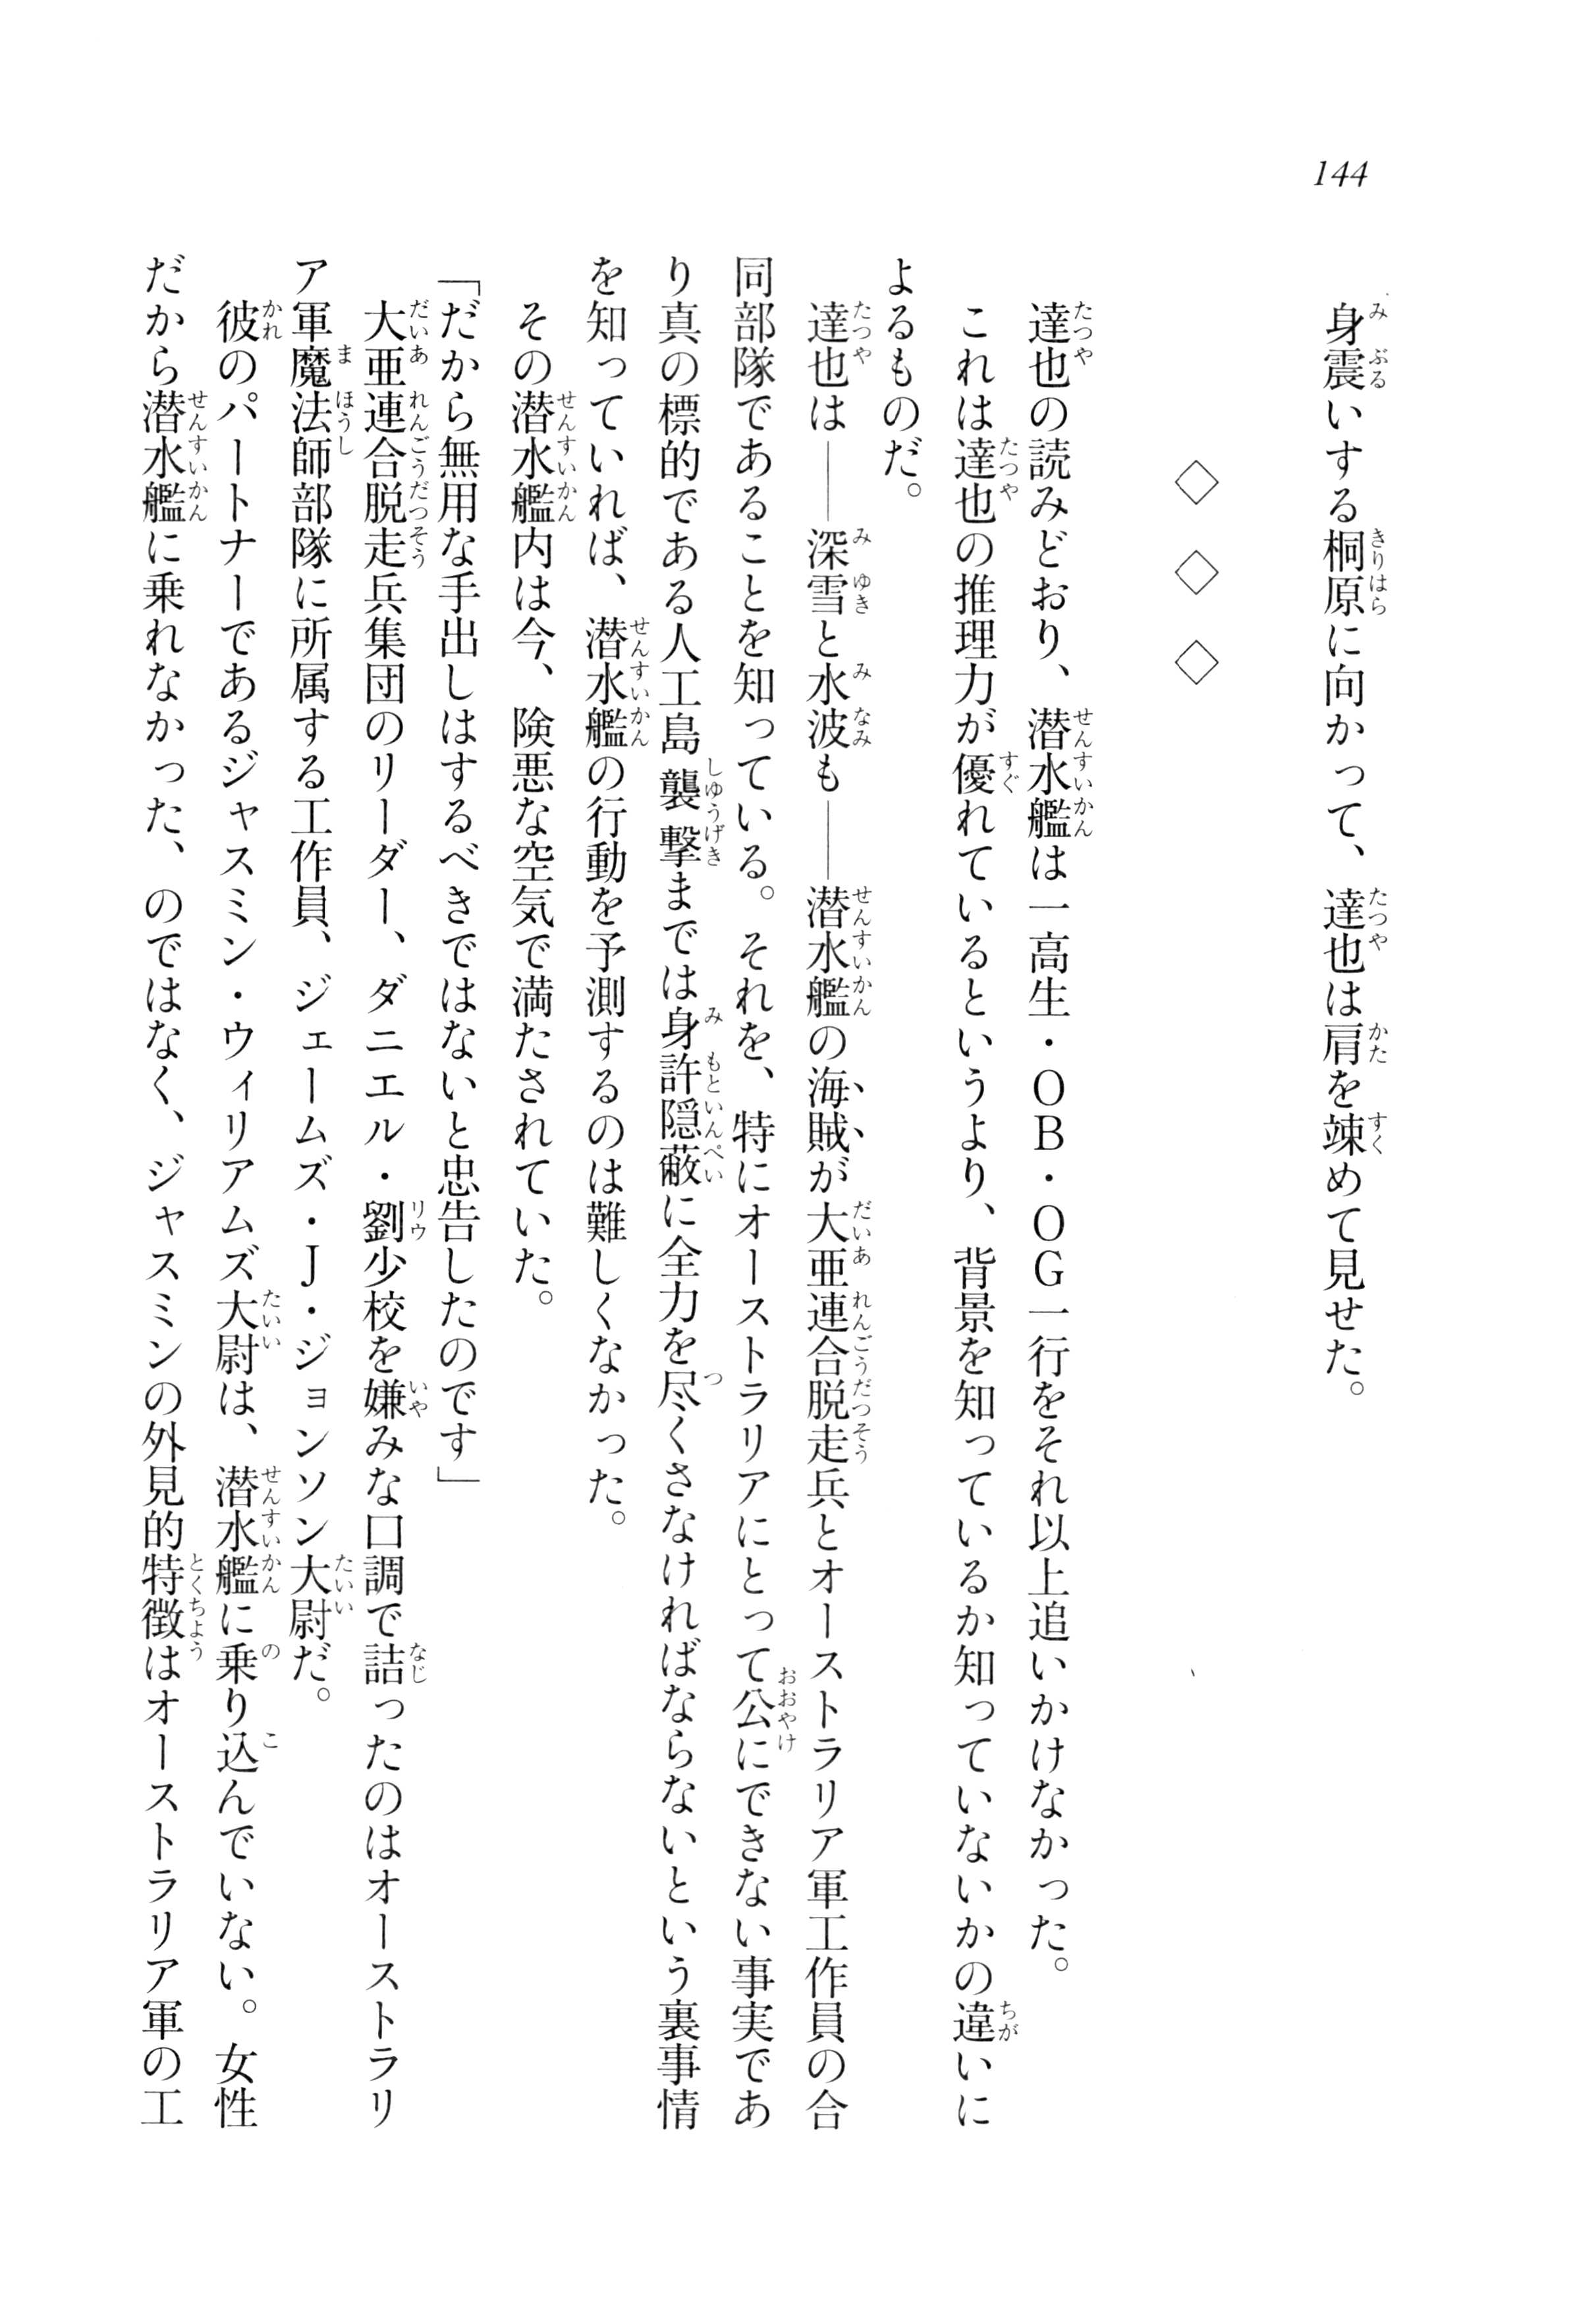 144
身震いする桐原に向かって、達也は肩を竦めて見せた。
◇　◇　◇
達也の読みどおり、潜水艦は一高生・OB・OG一行をそれ以上追いかけなかった。
これは達也の推理力が優れているというより、背景を知っているか知っていないかの違いに
よるものだ。
達也は――深雪と水波も――潜水艦の海賊が大亜連合脱走兵とオーストラリア軍工作員の合
同部隊であることを知っている。それを、特にオーストラリアにとって公にできない事実であ
り真の標的である人工島襲撃までは身許隠蔽に全力を尽くさなければならないという裏事情
を知っていれば、潜水艦の行動を予測するのは難しくなかった。
その潜水艦内は今、険悪な空気で満たされていた。
「だから無用な手出しはするべきではないと忠告したのです」
大亜連合脱走兵集団のリーダー、ダニエル・劉少校を嫌みな口調で詰ったのはオーストラリ
ア軍魔法師部隊に所属する工作員、ジェームズ・J・ジョンソン大尉だ。
彼のパートナーであるジャスミン・ウィリアムズ大尉は、潜水艦に乗り込んでいない。女性
だから潜水艦に乗れなかった、のではなく、ジャスミンの外見的特徴はオーストラリア軍の工